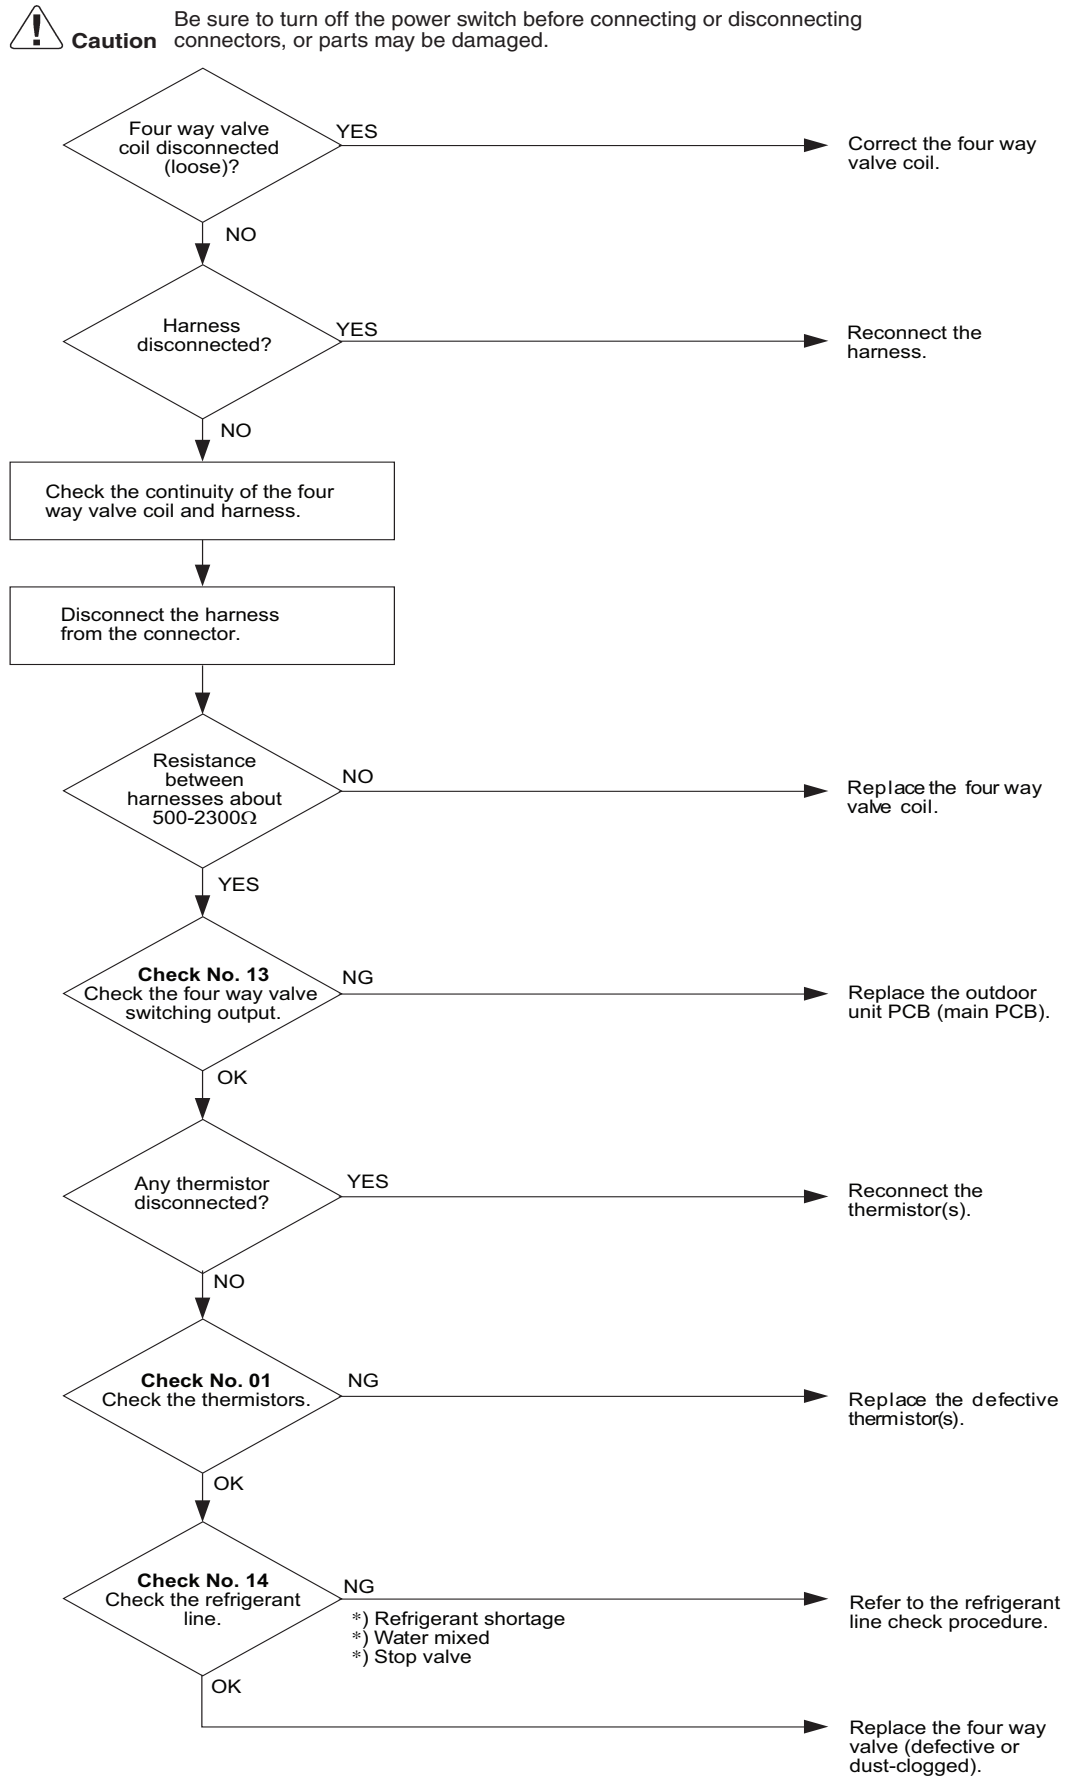 Caution
Be sure to turn off the power switch before connecting or disconnecting
connectors, or parts may be damaged.
Four way valve
coil disconnected
(loose)?
YES
Correct the four way
valve coil.
NO
Harness
disconnected?
YES
Reconnect the
harness.
NO
Check the continuity of the four
way valve coil and harness.
Disconnect the harness
from the connector.
Resistance
between
harnesses about
500-2300Ω
NO
Replace the four way
valve coil.
YES
Check No. 13
Check the four way valve
switching output.
NG
Replace the outdoor
unit PCB (main PCB).
OK
Any thermistor
disconnected?
YES
Reconnect the
thermistor(s).
NO
Check No. 01
Check the thermistors.
NG
Replace the defective
thermistor(s).
OK
Check No. 14
Check the refrigerant
line.
NG
*) Refrigerant shortage
*) Water mixed
*) Stop valve
Refer to the refrigerant
line check procedure.
OK
Replace the four way
valve (defective or
dust-clogged).